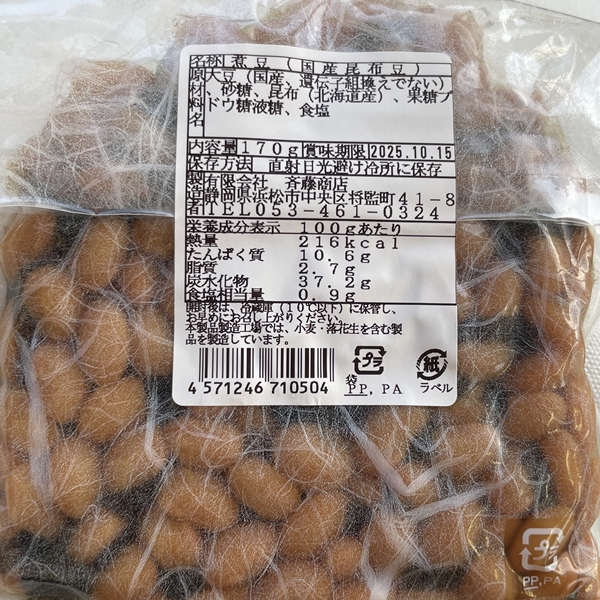 名称 煮豆(国産昆布豆)
原材料名 大豆(国産、遺伝子組換えでない)
、砂糖、昆布(北海道産)、果糖ブ
ドウ糖液糖、食塩
内容量 170g 賞味期限 2025.10.15
保存方法 直射日光避け冷所に保存
製造者 有限会社 斉藤商店
静岡県浜松市中央区将監町41-8
TEL053-461-0324
栄養成分表示 100gあたり
熱量 216kcal
たんぱく質 10.6g
脂質 2.7g
炭水化物 37.2g
食塩相当量 0.9g
開封後は、冷蔵庫(10℃以下)に保管し、
お早めにお召し上がりください。
本製品製造工場では、小麦・落花生を含む製
品を製造しています。
4571246710504
プラ
袋
PP, PA
紙
ラベル
プラ
PP,PA